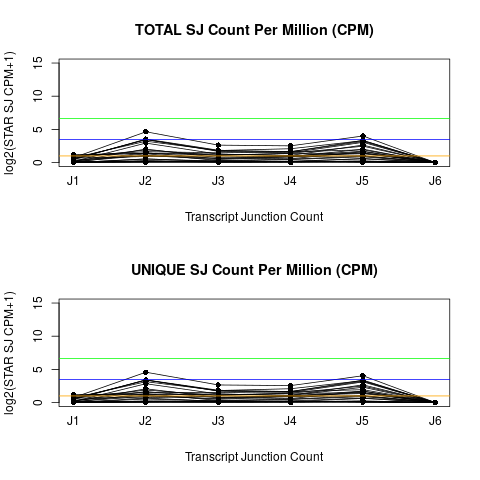 TOTAL SJ Count Per Million (CPM)
log2(STAR SJ CPM+1)
15
10
5
0
J1 J2 J3 J4 J5 J6
Transcript Junction Count
UNIQUE SJ Count Per Million (CPM)
log2(STAR SJ CPM+1)
15
10
5
0
J1 J2 J3 J4 J5 J6
Transcript Junction Count